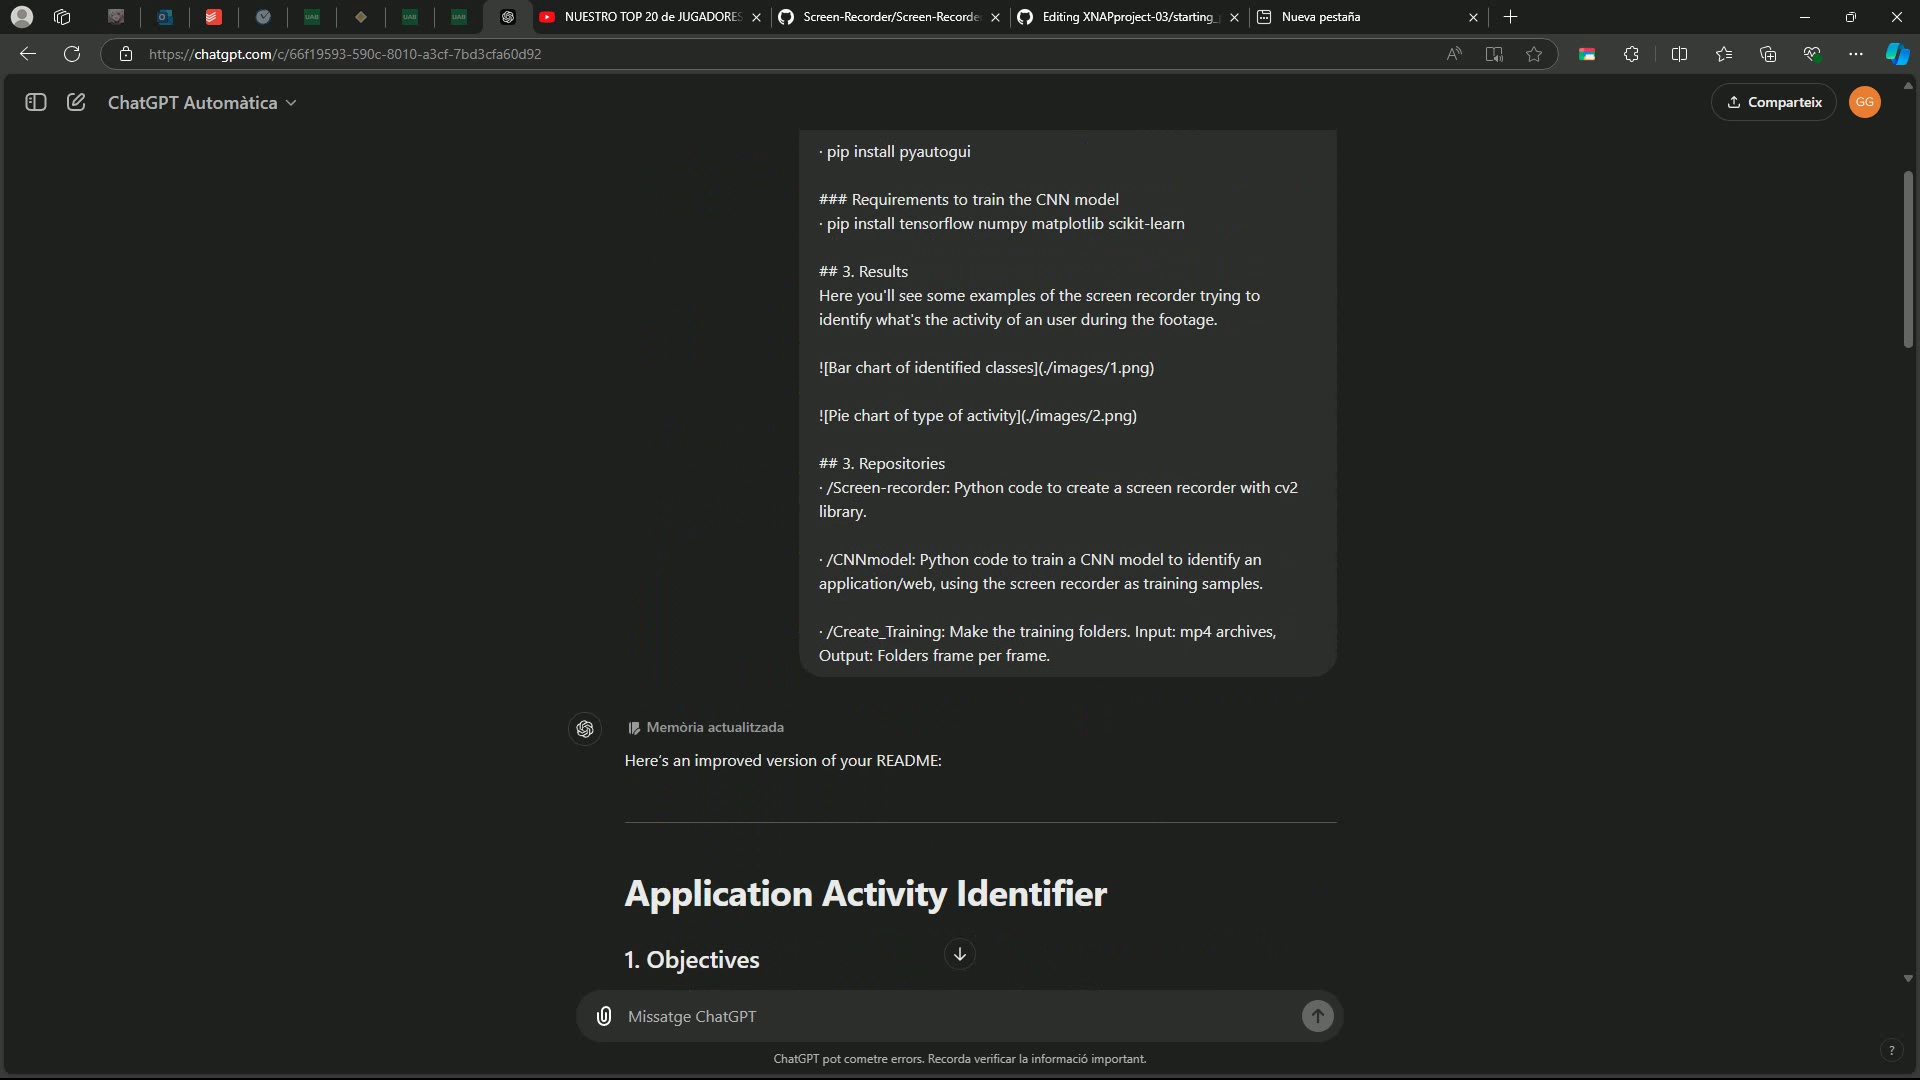 UAB
UAB
UAB
NUESTRO TOP 20 de JUGADORES
Screen-Recorder/Screen-Recorde
Editing XNAPproject-03/starting_
Nueva pestaña
https://chatgpt.com/c/66f19593-590c-8010-a3cf-7bd3cfa60d92
ChatGPT Automàtica
Comparteix
GG
· pip install pyautogui
### Requirements to train the CNN model
· pip install tensorflow numpy matplotlib scikit-learn
## 3. Results
Here you'll see some examples of the screen recorder trying to
identify what's the activity of an user during the footage.
![Bar chart of identified classes](./images/1.png)
![Pie chart of type of activity](./images/2.png)
## 3. Repositories
· /Screen-recorder: Python code to create a screen recorder with cv2
library.
· /CNNmodel: Python code to train a CNN model to identify an
application/web, using the screen recorder as training samples.
· /Create_Training: Make the training folders. Input: mp4 archives,
Output: Folders frame per frame.
Memòria actualitzada
Here's an improved version of your README:
Application Activity Identifier
1. Objectives
Missatge ChatGPT
ChatGPT pot cometre errors. Recorda verificar la informació important.
?